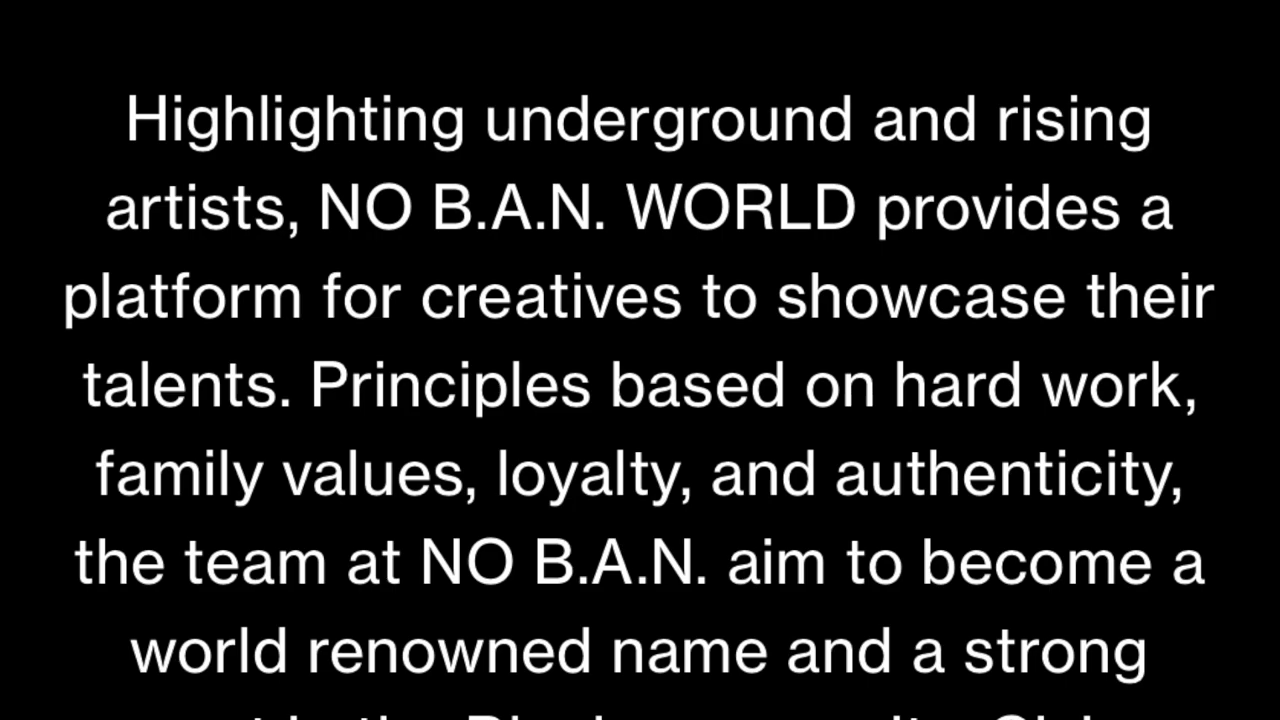 Highlighting underground and rising
artists, NO B.A.N. WORLD provides a
platform for creatives to showcase their
talents. Principles based on hard work,
family values, loyalty, and authenticity,
the team at NO B.A.N. aim to become a
world renowned name and a strong